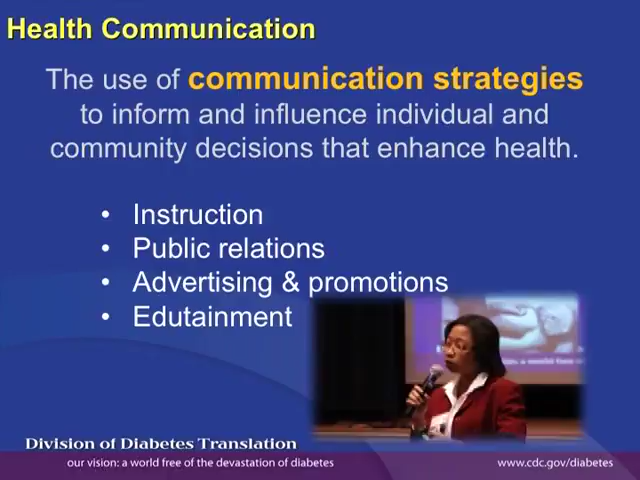 Health Communication
The use of communication strategies
to inform and influence individual and
community decisions that enhance health.
• Instruction
• Public relations
• Advertising & promotions
• Edutainment
Division of Diabetes Translation
our vision: a world free of the devastation of diabetes
www.cdc.gov/diabetes